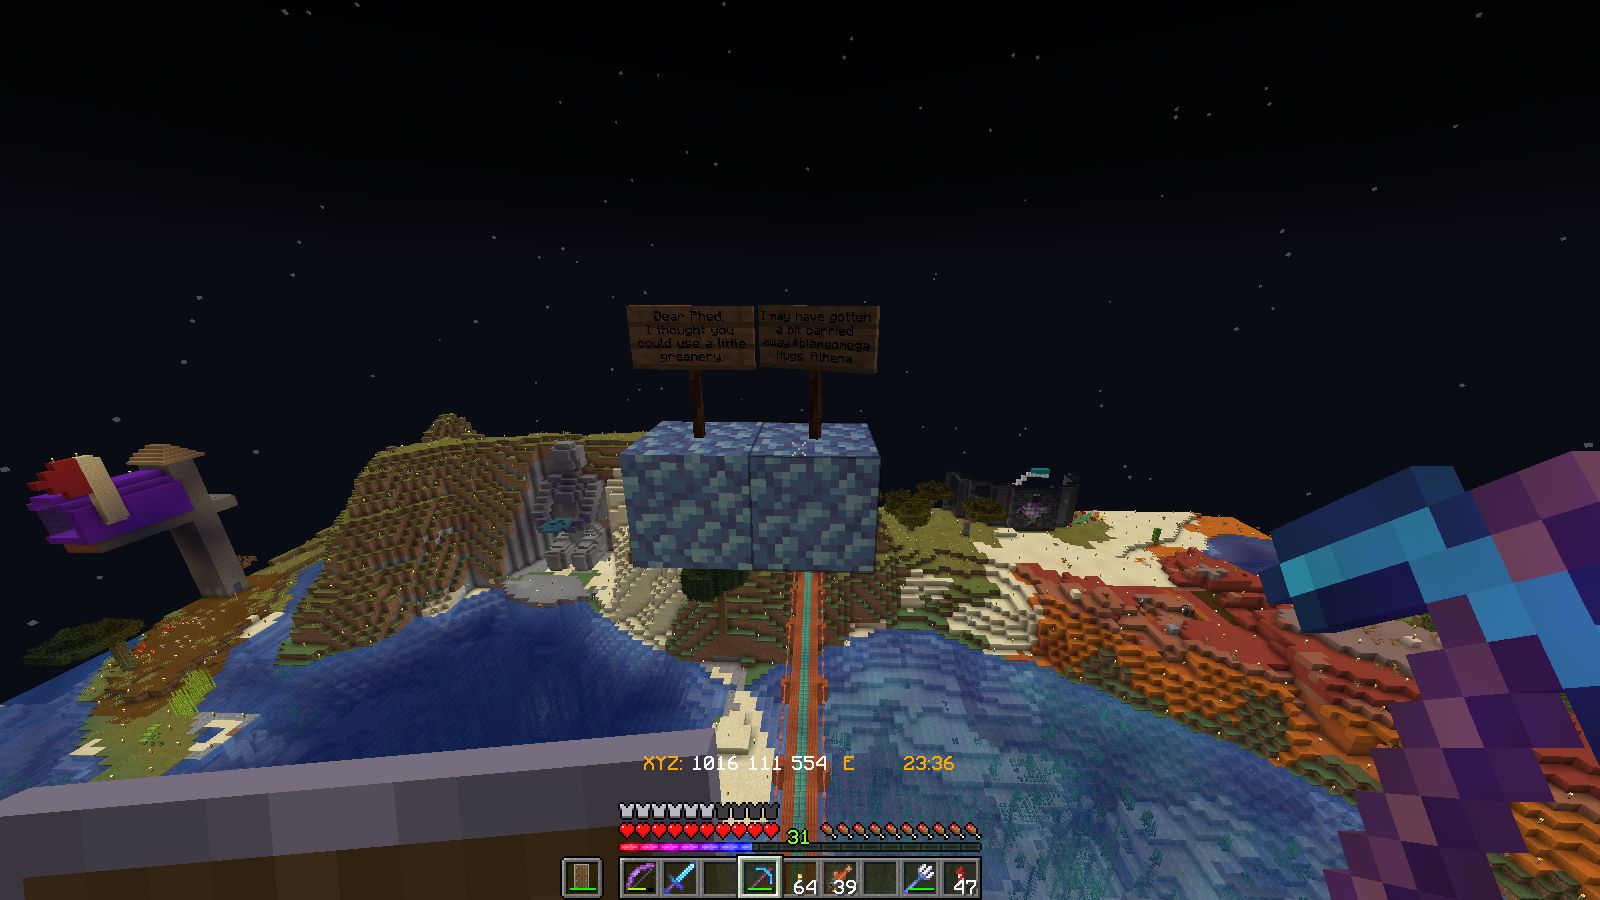 Dear Phed,
I thought you
could use a little
greenery.
I may have gotten
a bit carried
away #blameomega
Hugs, Athena
XYZ: 1016 111 554 E 23:36
31
64 39 47